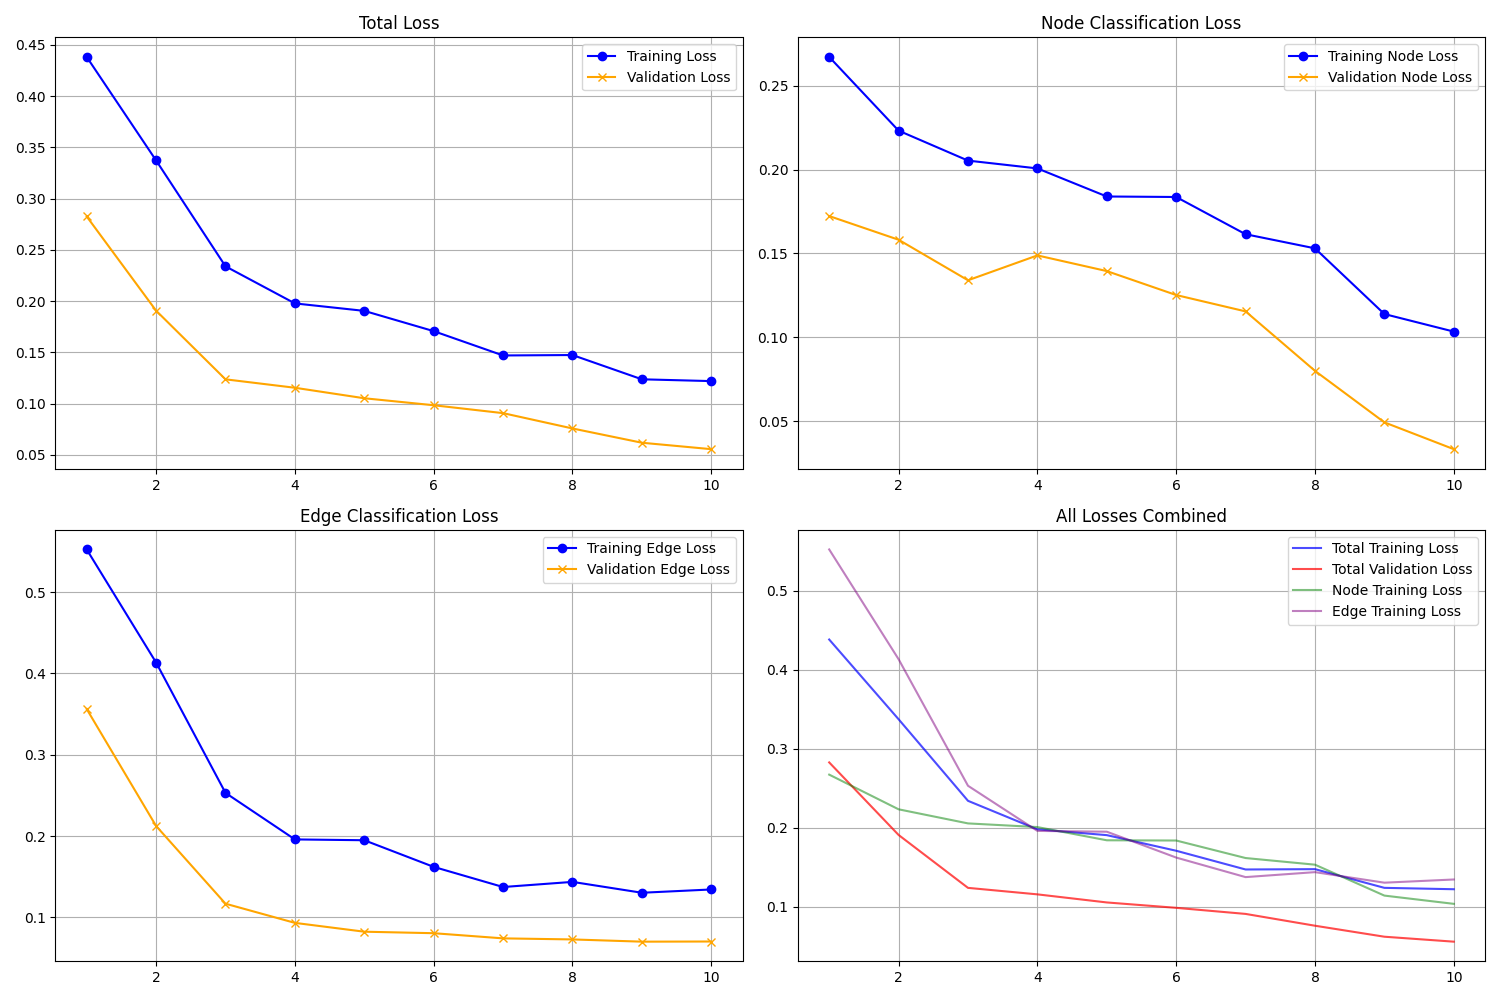 Total Loss
0.45
0.40
0.35
0.30
0.25
0.20
0.15
0.10
0.05
2 4 6 8 10
Training Loss
Validation Loss
Node Classification Loss
0.25
0.20
0.15
0.10
0.05
2 4 6 8 10
Training Node Loss
Validation Node Loss
Edge Classification Loss
0.5
0.4
0.3
0.2
0.1
2 4 6 8 10
Training Edge Loss
Validation Edge Loss
All Losses Combined
0.5
0.4
0.3
0.2
0.1
2 4 6 8 10
Total Training Loss
Total Validation Loss
Node Training Loss
Edge Training Loss